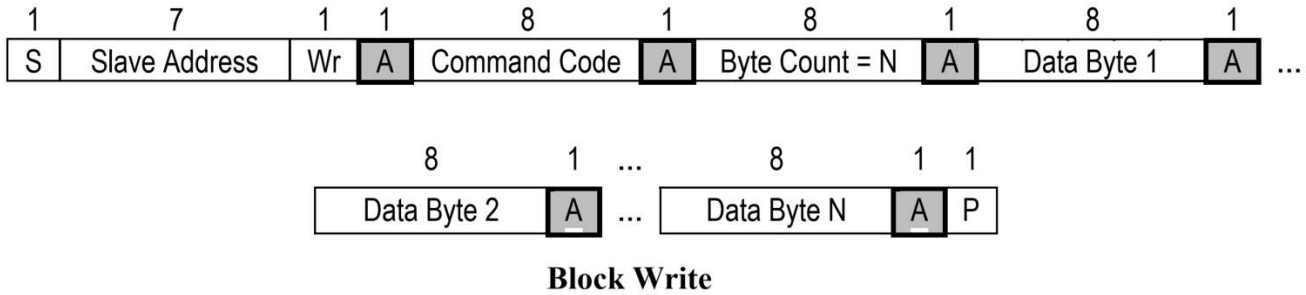 1 7 1 1 8 1 8 1 8 1
S Slave Address Wr A Command Code A Byte Count = N A Data Byte 1 A ...
8 1 ... 8 1 1
Data Byte 2 A ... Data Byte N A P
Block Write